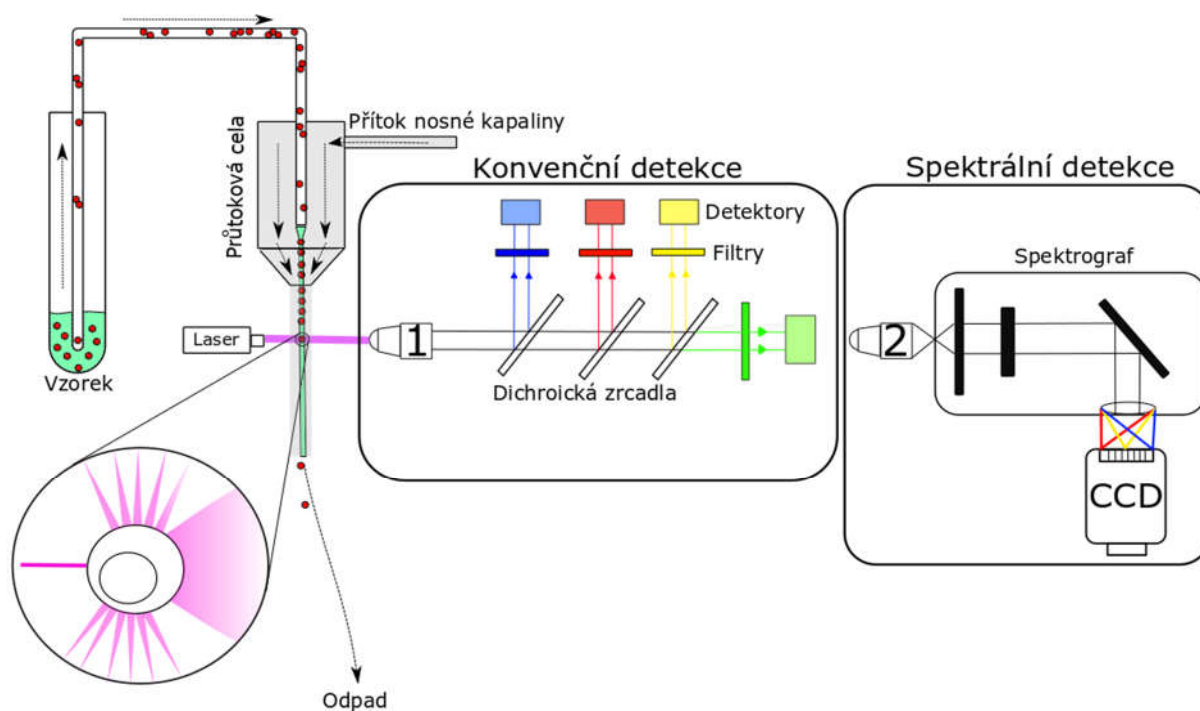 Průtoková cela
Přítok nosné kapaliny
Konvenční detekce
Spektrální detekce
Detektory
Filtry
Spektrograf
Laser
1
2
Vzorek
Dichroická zrcadla
CCD
Odpad